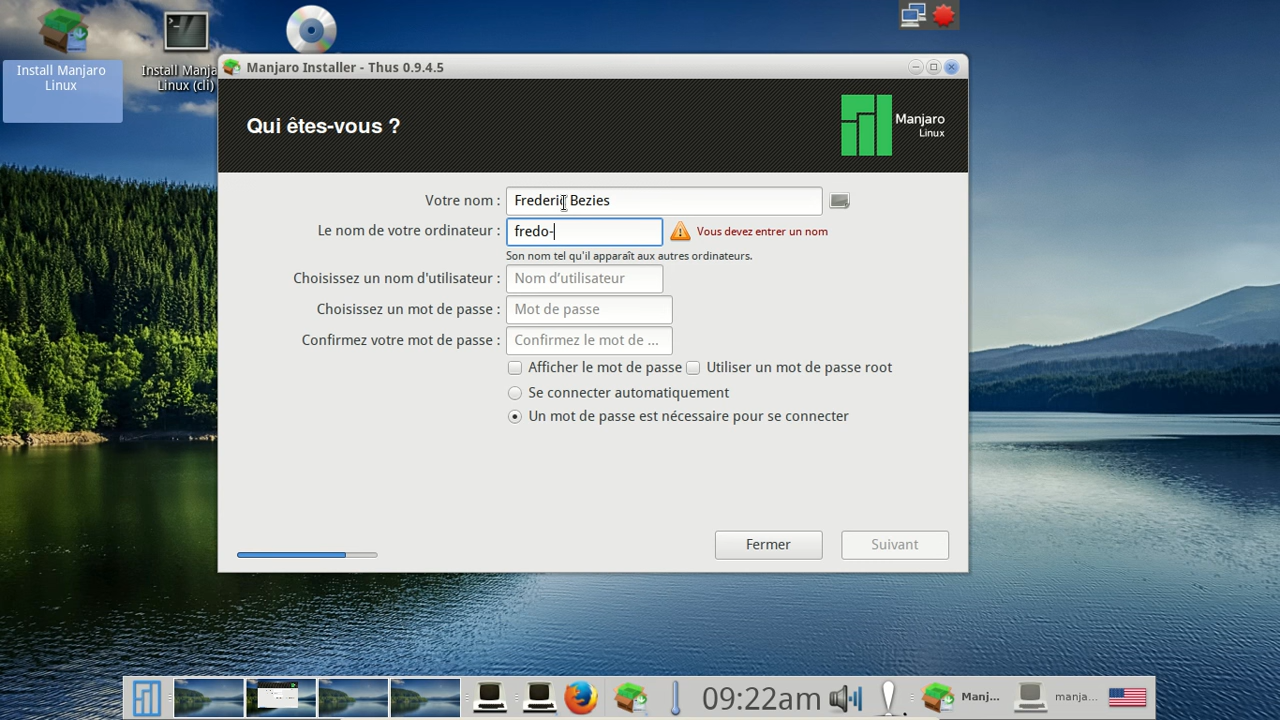 Install Manjaro
Linux
Install Manja
Linux (cli)
Manjaro Installer - Thus 0.9.4.5
Qui êtes-vous ?
Manjaro
Linux
Votre nom : Frederic Bezies
Le nom de votre ordinateur : fredo- Vous devez entrer un nom
Son nom tel qu'il apparaît aux autres ordinateurs.
Choisissez un nom d'utilisateur : Nom d’utilisateur
Choisissez un mot de passe : Mot de passe
Confirmez votre mot de passe : Confirmez le mot de ...
Afficher le mot de passe Utiliser un mot de passe root
Se connecter automatiquement
Un mot de passe est nécessaire pour se connecter
Fermer Suivant
09:22am Manj... manja...